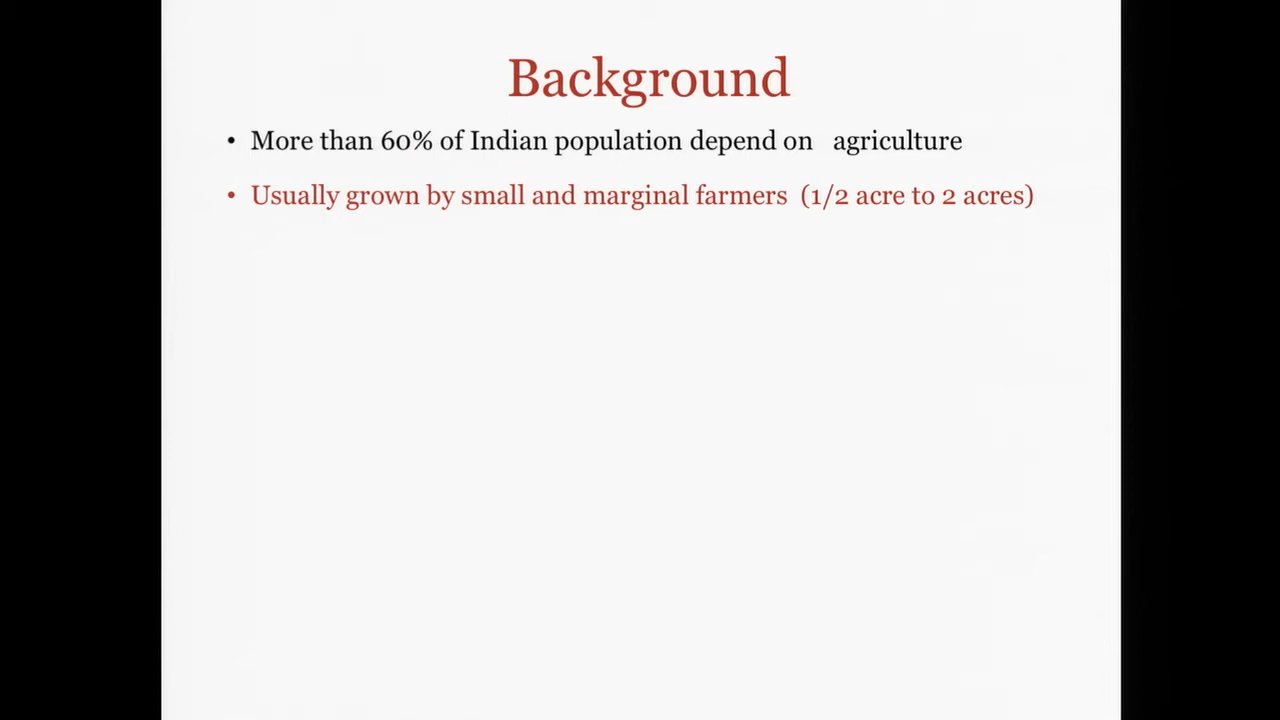 Background
• More than 60% of Indian population depend on agriculture
• Usually grown by small and marginal farmers (1/2 acre to 2 acres)